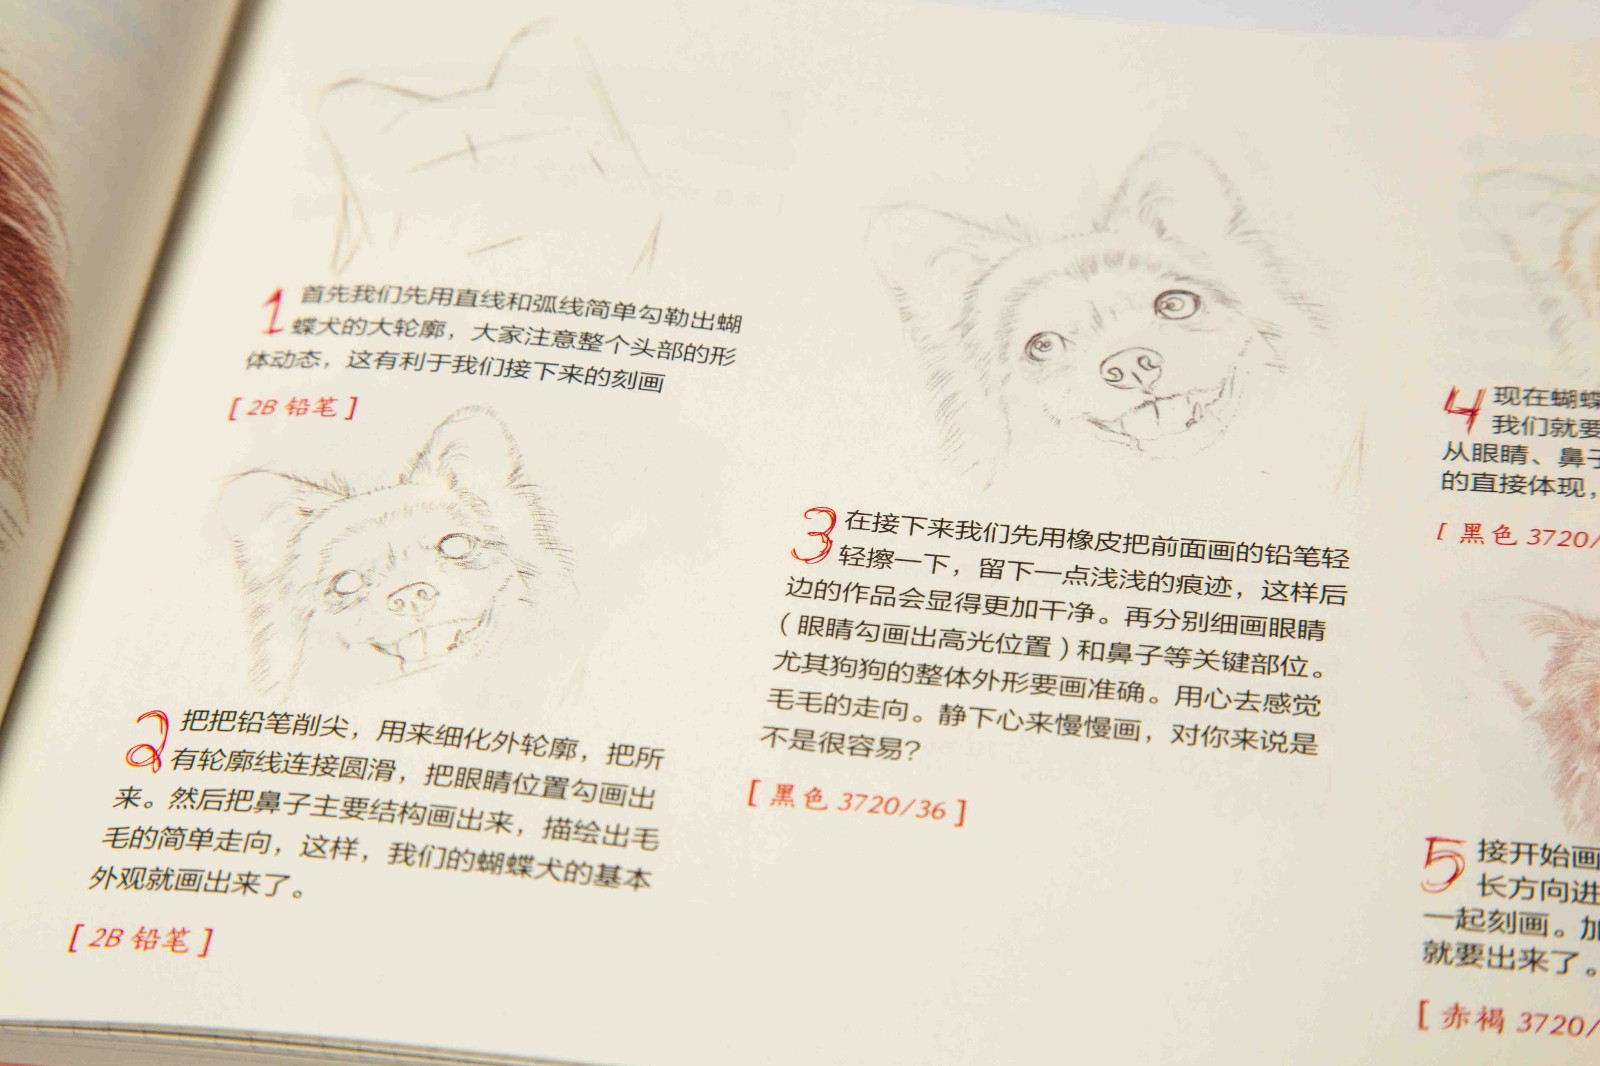 1 首先我们先用直线和弧线简单勾勒出蝴
蝶犬的大轮廓，大家注意整个头部的形
体动态，这有利于我们接下来的刻画
[ 2B 铅笔 ]
2 把把铅笔削尖，用来细化外轮廓，把所
有轮廓线连接圆滑，把眼睛位置勾画出
来。然后把鼻子主要结构画出来，描绘出毛
毛的简单走向，这样，我们的蝴蝶犬的基本
外观就画出来了。
[ 2B 铅笔 ]
3 在接下来我们先用橡皮把前面画的铅笔轻
轻擦一下，留下一点浅浅的痕迹，这样后
边的作品会显得更加干净。再分别细画眼睛
（眼睛勾画出高光位置）和鼻子等关键部位。
尤其狗狗的整体外形要画准确。用心去感觉
毛毛的走向。静下心来慢慢画，对你来说是
不是很容易？
[ 黑色 3720/36 ]
4 现在蝴蝶
我们就要
从眼睛、鼻子
的直接体现，
[ 黑色 3720/
5 接开始画
长方向进
一起刻画。加
就要出来了。
[ 赤褐 3720/